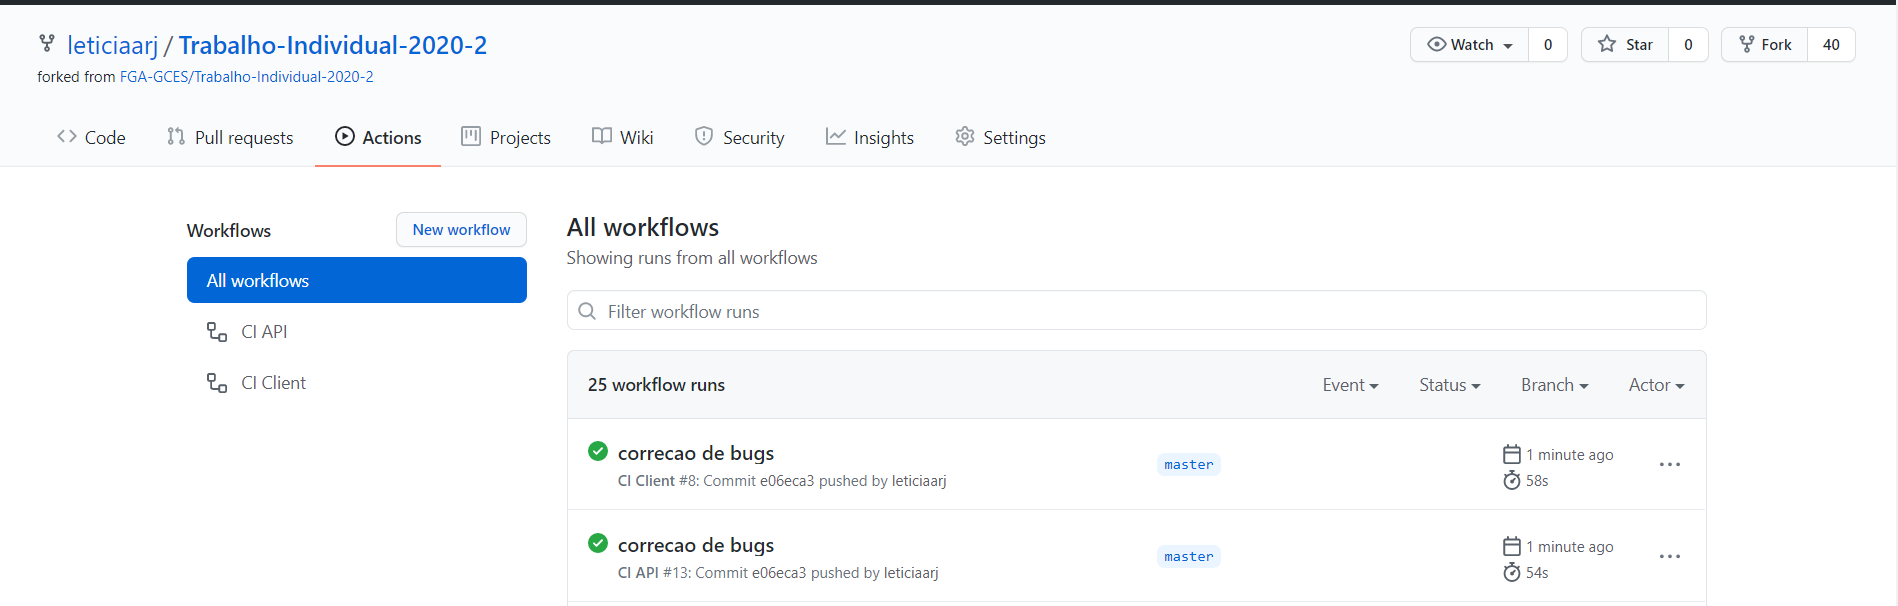 leticiaarj / Trabalho-Individual-2020-2
forked from FGA-GCES/Trabalho-Individual-2020-2
Watch 0 Star 0 Fork 40
Code Pull requests Actions Projects Wiki Security Insights Settings
Workflows
New workflow
All workflows
CI API
CI Client
All workflows
Showing runs from all workflows
Filter workflow runs
25 workflow runs Event Status Branch Actor
correcao de bugs
CI Client #8: Commit e06eca3 pushed by leticiaarj
master
1 minute ago
58s
correcao de bugs
CI API #13: Commit e06eca3 pushed by leticiaarj
master
1 minute ago
54s